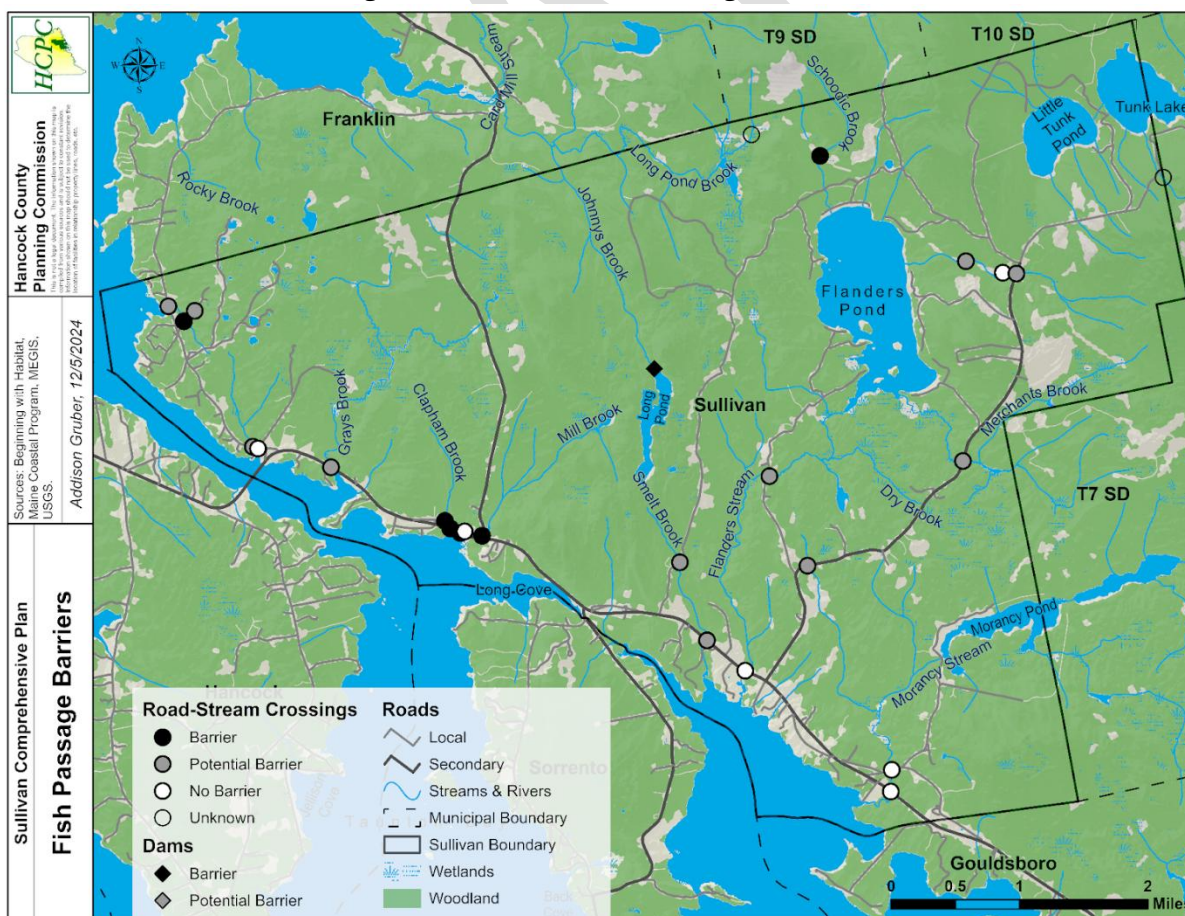 HCPC
Hancock County
Planning Commission
Sources: Beginning with Habitat,
Maine Coastal Program, MEGIS,
USGS.
Addison Gruber, 12/5/2024
Sullivan Comprehensive Plan
Fish Passage Barriers
N
W
E
S
Franklin
Card Mill Stream
T9 SD
T10 SD
Schoodic Brook
Little
Tunk
Pond
Tunk Lake
Rocky Brook
Long Pond Brook
Johnnys Brook
Flanders
Pond
Grays Brook
Clapham Brook
Mill Brook
Long
Pond
Sullivan
Merchants Brook
Smelt Brook
Flanders Stream
Dry Brook
T7 SD
Long Cove
Morancy Pond
Morancy Stream
Hancock
Sorrento
Gouldsboro
Road-Stream Crossings
Barrier
Potential Barrier
No Barrier
Unknown
Dams
Barrier
Potential Barrier
Roads
Local
Secondary
Streams & Rivers
Municipal Boundary
Sullivan Boundary
Wetlands
Woodland
0 0.5 1 2
Miles